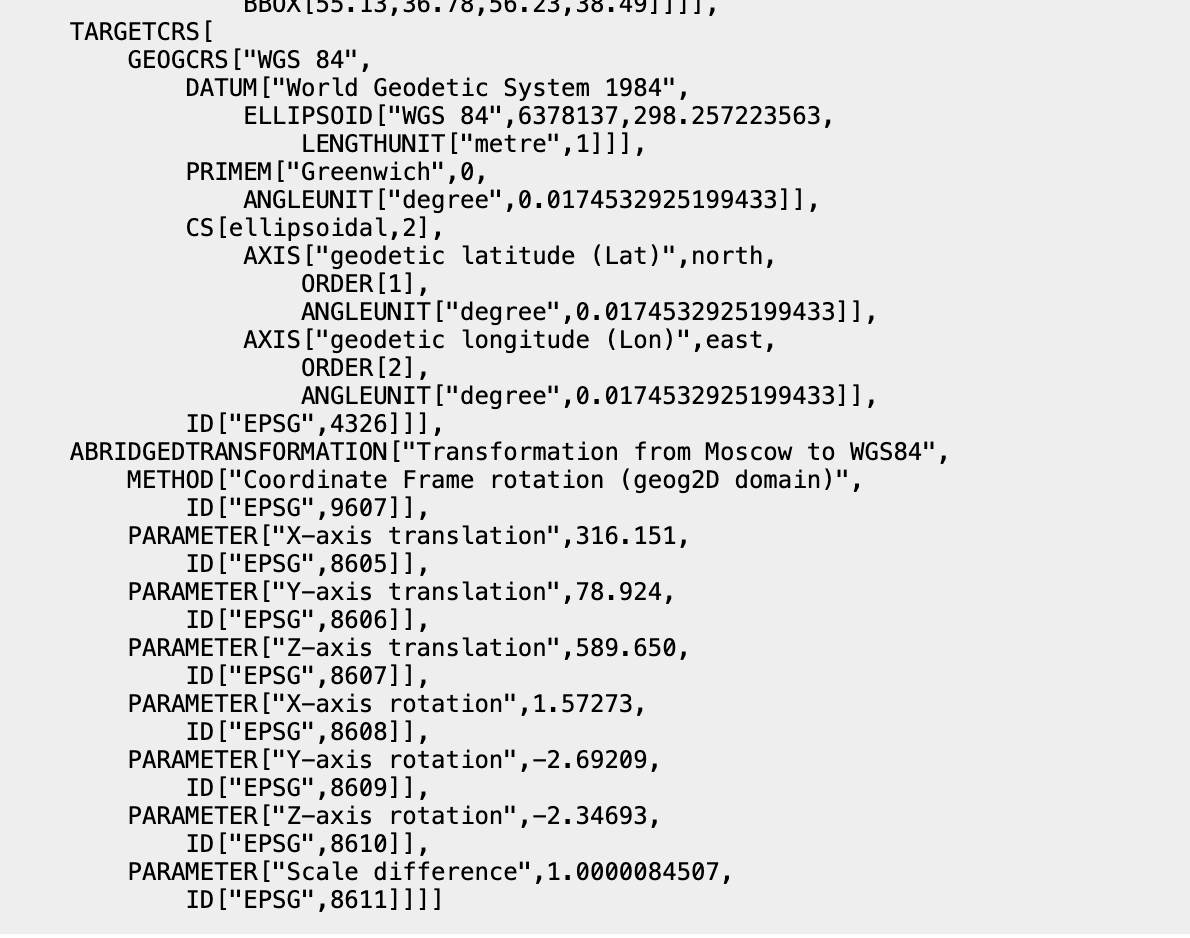 BBOX[55.13,36.78,56.23,38.49]]]],
TARGETCRS[
GEOGCRS["WGS 84",
DATUM["World Geodetic System 1984",
ELLIPSOID["WGS 84",6378137,298.257223563,
LENGTHUNIT["metre",1]]],
PRIMEM["Greenwich",0,
ANGLEUNIT["degree",0.0174532925199433]],
CS[ellipsoidal,2],
AXIS["geodetic latitude (Lat)",north,
ORDER[1],
ANGLEUNIT["degree",0.0174532925199433]],
AXIS["geodetic longitude (Lon)",east,
ORDER[2],
ANGLEUNIT["degree",0.0174532925199433]],
ID["EPSG",4326]]],
ABRIDGEDTRANSFORMATION["Transformation from Moscow to WGS84",
METHOD["Coordinate Frame rotation (geog2D domain)",
ID["EPSG",9607]],
PARAMETER["X-axis translation",316.151,
ID["EPSG",8605]],
PARAMETER["Y-axis translation",78.924,
ID["EPSG",8606]],
PARAMETER["Z-axis translation",589.650,
ID["EPSG",8607]],
PARAMETER["X-axis rotation",1.57273,
ID["EPSG",8608]],
PARAMETER["Y-axis rotation",-2.69209,
ID["EPSG",8609]],
PARAMETER["Z-axis rotation",-2.34693,
ID["EPSG",8610]],
PARAMETER["Scale difference",1.0000084507,
ID["EPSG",8611]]]]